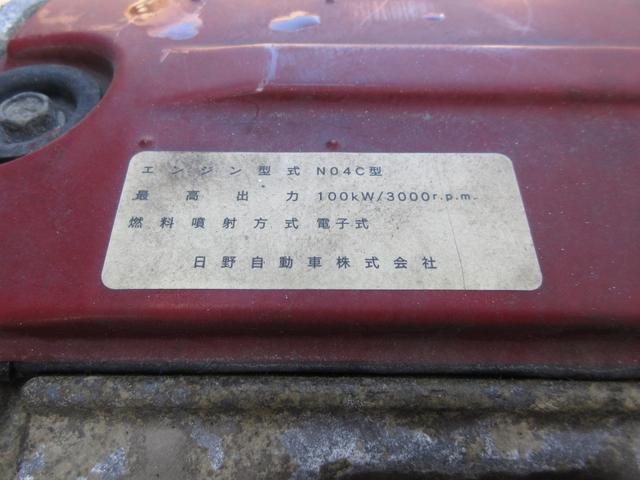 エンジン型式 N04C型
最高出力 100kW/3000r.p.m.
燃料噴射方式 電子式
日野自動車株式会社